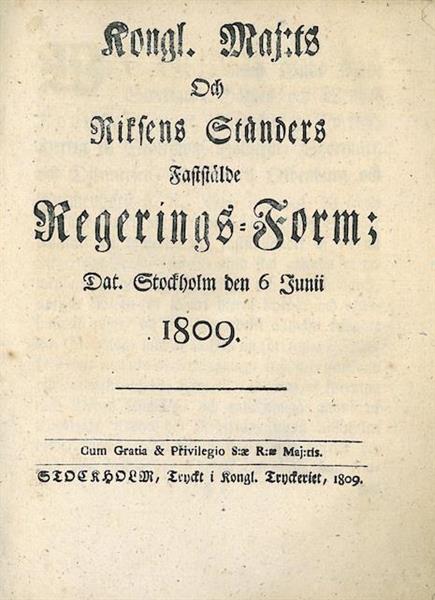 Kongl. Maj:ts
Och
Riksens Ständers
Faststälde
Regerings-Form;
Dat. Stockholm den 6 Junii
1809.
Cum Gratia & Privilegio S:æ R:æ Maj:tis.
STOCKHOLM, Tryckt i Kongl. Tryckeriet, 1809.